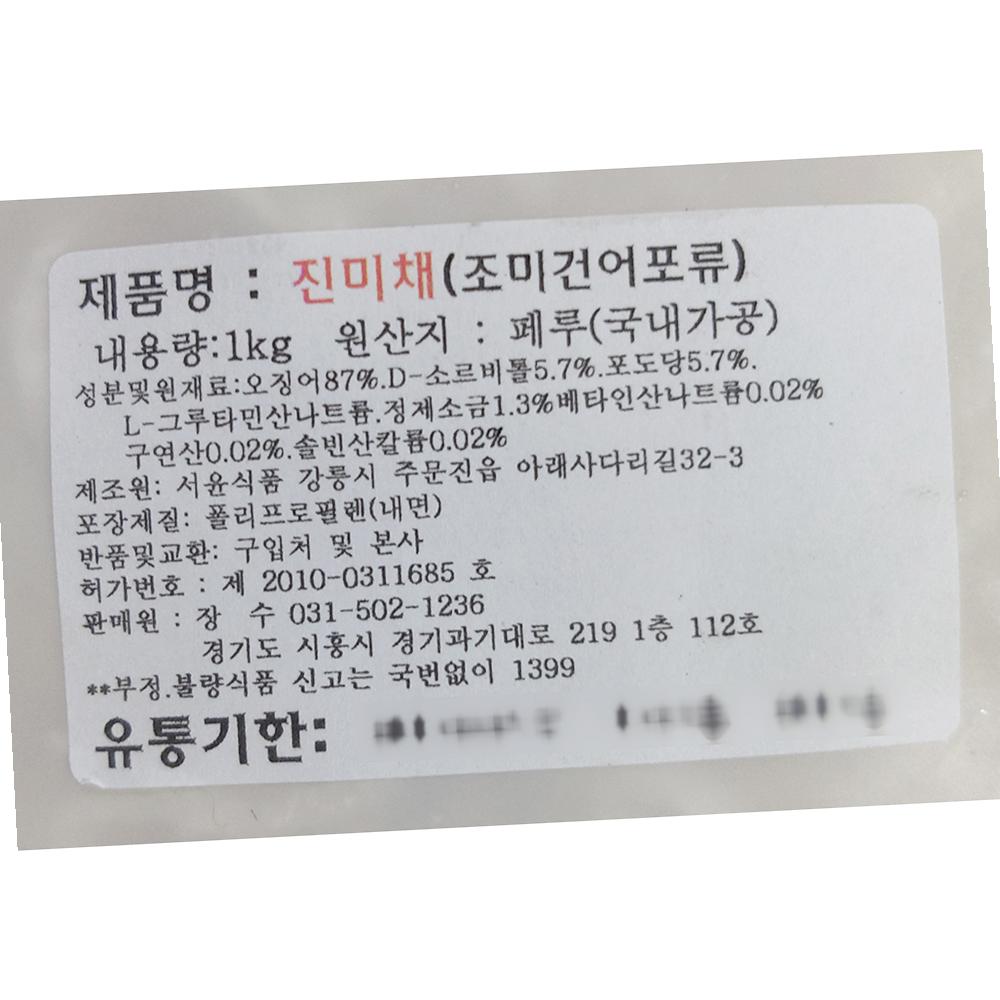 제품명 : 진미채(조미건어포류)
내용량:1kg 원산지 : 페루(국내가공)
성분및원재료:오징어87%.D-소르비톨5.7%.포도당5.7%.
L-그루타민산나트륨.정제소금1.3%베타인산나트륨0.02%
구연산0.02%.솔빈산칼륨0.02%
제조원: 서윤식품 강릉시 주문진읍 아래사다리길32-3
포장제질: 폴리프로필렌(내면)
반품및교환: 구입처 및 본사
허가번호 : 제 2010-0311685 호
판매원 : 장 수 031-502-1236
경기도 시흥시 경기과기대로 219 1층 112호
**부정.불량식품 신고는 국번없이 1399
유통기한: